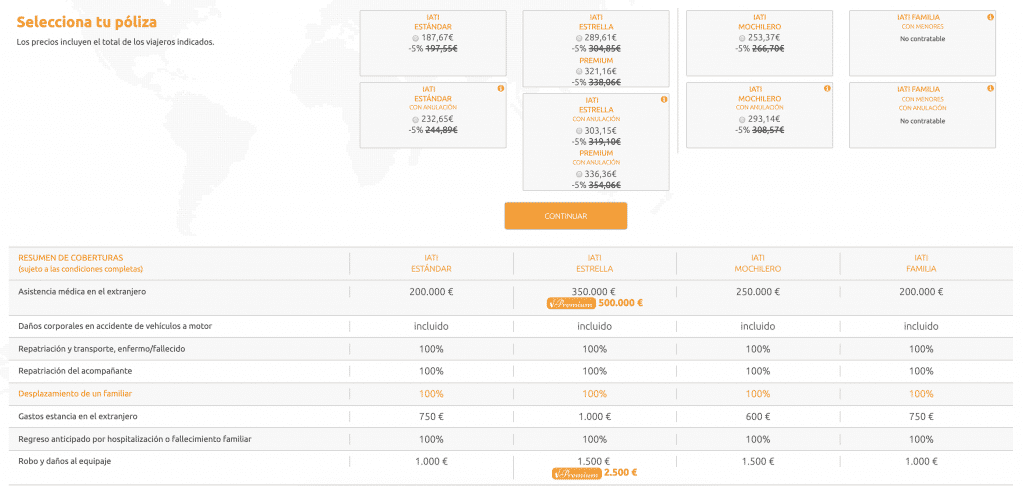 Selecciona tu póliza
Los precios incluyen el total de los viajeros indicados.
IATI
ESTÁNDAR
187,67€
-5% 197,55€
IATI
ESTRELLA
289,61€
-5% 304,85€
PREMIUM
321,16€
-5% 338,06€
IATI
MOCHILERO
253,37€
-5% 266,70€
IATI FAMILIA
CON MENORES
No contratable
IATI
ESTÁNDAR
CON ANULACIÓN
232,65€
-5% 244,89€
IATI
ESTRELLA
CON ANULACIÓN
303,15€
-5% 319,10€
PREMIUM
CON ANULACIÓN
336,36€
-5% 354,06€
IATI
MOCHILERO
CON ANULACIÓN
293,14€
-5% 308,57€
IATI FAMILIA
CON MENORES
CON ANULACIÓN
No contratable
CONTINUAR
RESUMEN DE COBERTURAS
(sujeto a las condiciones completas)
IATI
ESTÁNDAR
IATI
ESTRELLA
IATI
MOCHILERO
IATI
FAMILIA
Asistencia médica en el extranjero 200.000 € 350.000 € 250.000 € 200.000 €
Premium 500.000 €
Daños corporales en accidente de vehículos a motor incluido incluido incluido incluido
Repatriación y transporte, enfermo/fallecido 100% 100% 100% 100%
Repatriación del acompañante 100% 100% 100% 100%
Desplazamiento de un familiar 100% 100% 100% 100%
Gastos estancia en el extranjero 750 € 1.000 € 600 € 750 €
Regreso anticipado por hospitalización o fallecimiento familiar 100% 100% 100% 100%
Robo y daños al equipaje 1.000 € 1.500 € 1.500 € 1.000 €
Premium 2.500 €